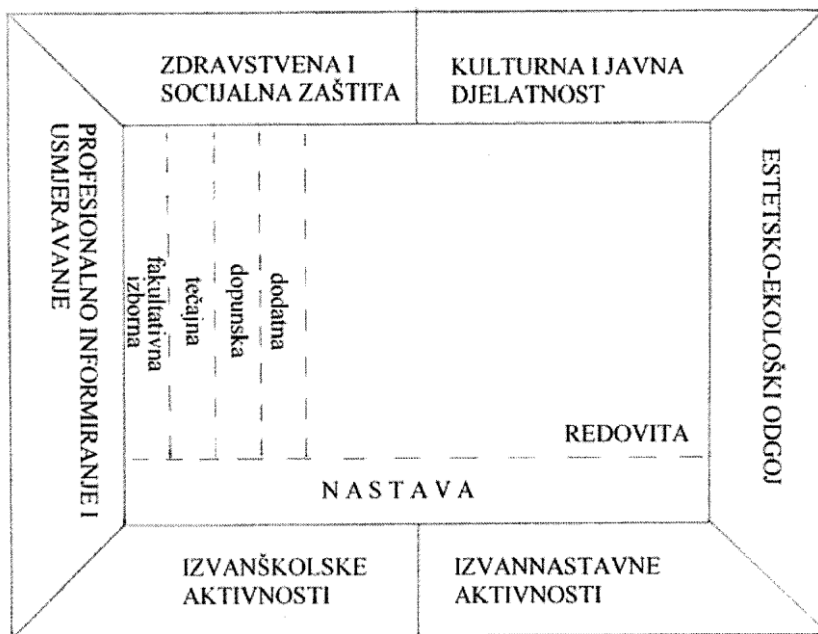 ZDRAVSTVENA I
SOCIJALNA ZAŠTITA
KULTURNA I JAVNA
DJELATNOST
PROFESIONALNO INFORMIRANJE I
USMJERAVANJE
fakultativna
izborna
tečajna
dopunska
dodatna
ESTETSKO-EKOLOŠKI ODGOJ
REDOVITA
NASTAVA
IZVANŠKOLSKE
AKTIVNOSTI
IZVANNASTAVNE
AKTIVNOSTI